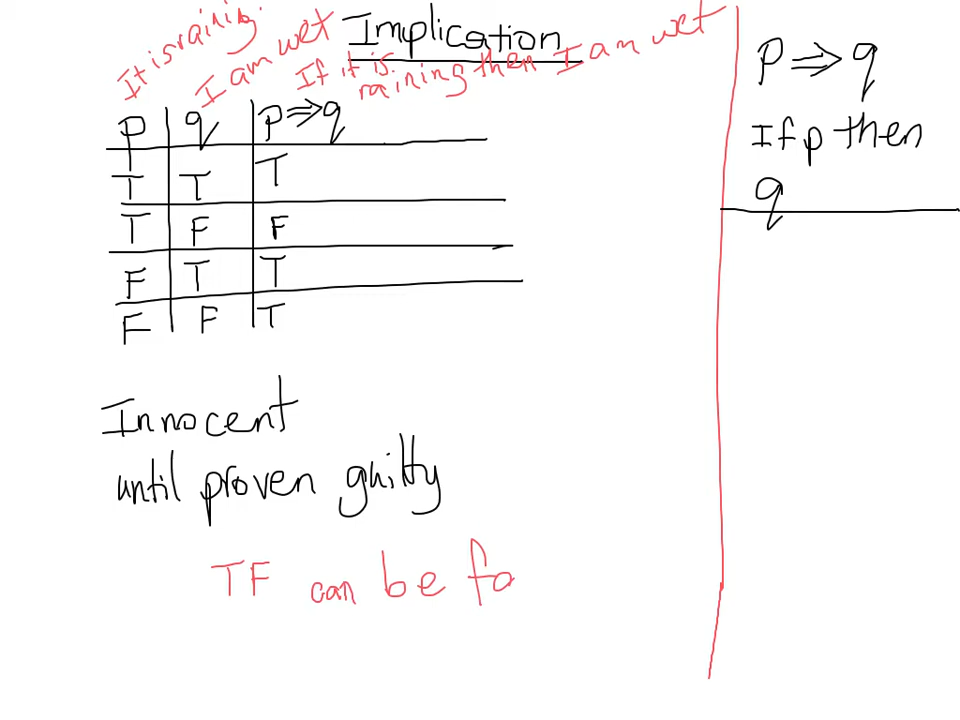 Implication
It is raining.
I am wet
If it is raining then I am wet
p q p⇒q
T T T
T F F
F T T
F F T
Innocent
until proven guilty
TF can be fa
p⇒q
If p then
q